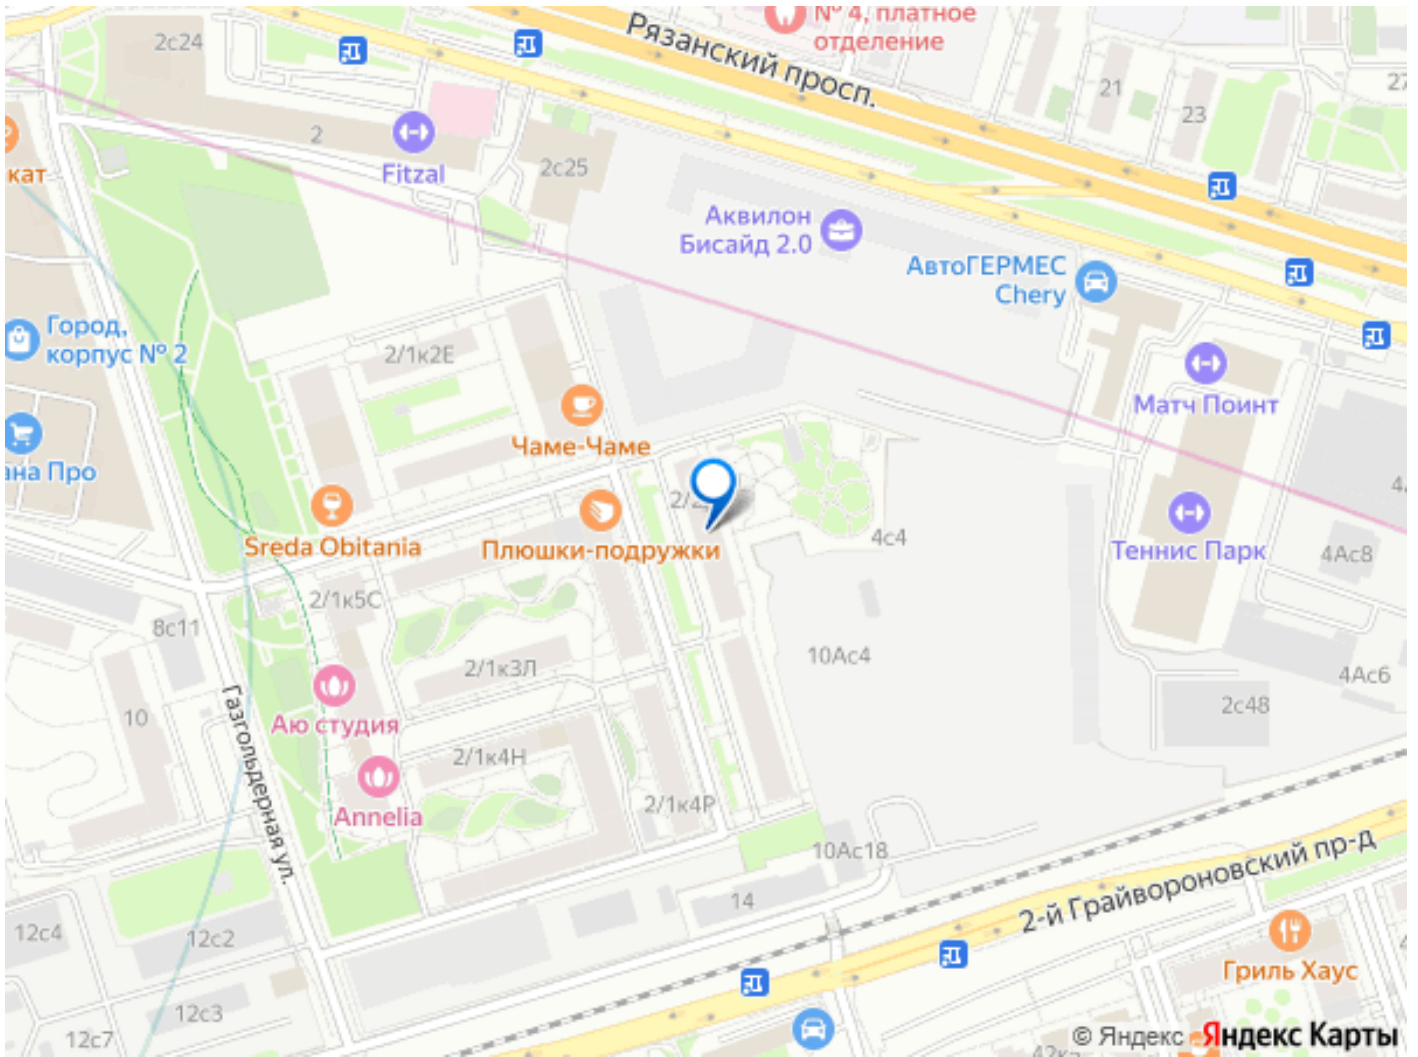 № 4, платное
отделение
Рязанский просп.
2с24
21
27
23
2
Fitzal
2с25
кат
Аквилон
Бисайд 2.0
АвтоГЕРМЕС
Chery
Город,
корпус № 2
2/1к2Е
Матч Поинт
Чаме-Чаме
ана Про
2/2
Sreda Obitania
Плюшки-подружки
4с4
Теннис Парк
4Ас8
2/1к5С
8с11
10Ас4
2/1к3Л
4Ас6
Газгольдерная ул.
10
2с48
Аю студия
2/1к4Н
Annelia
2/1к4Р
10Ас18
2-й Грайвороновский пр-д
14
12с4
12с2
Гриль Хаус
12с3
12с7
© Яндекс
Яндекс Карты